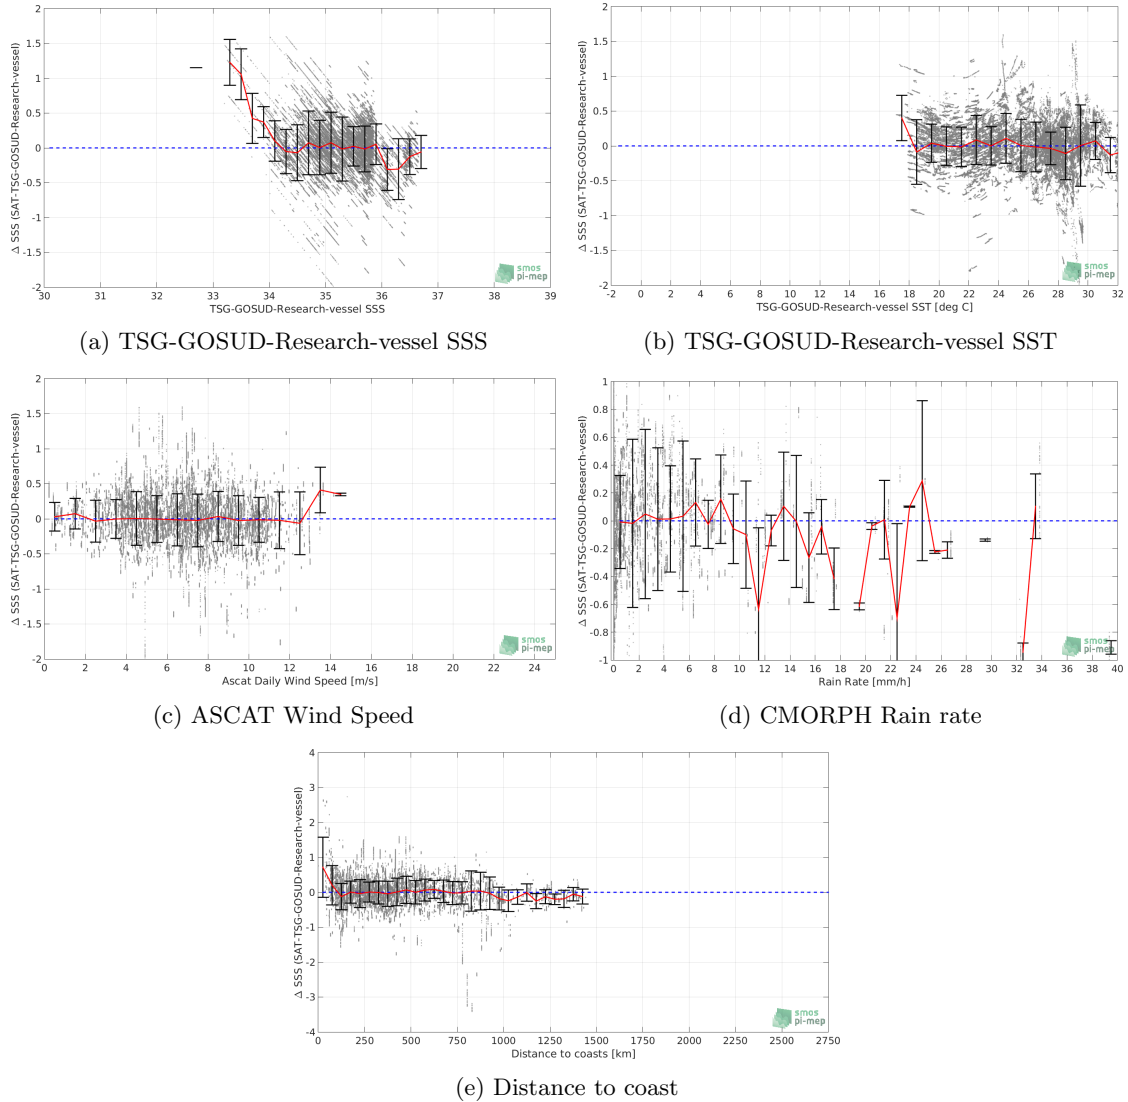 Δ SSS (SAT-TSG-GOSUD-Research-vessel)
2
1.5
1
0.5
0
-0.5
-1
-1.5
-2
30 31 32 33 34 35 36 37 38 39
TSG-GOSUD-Research-vessel SSS
smos
pi-mep
(a) TSG-GOSUD-Research-vessel SSS
Δ SSS (SAT-TSG-GOSUD-Research-vessel)
2
1.5
1
0.5
0
-0.5
-1
-1.5
-2
-2 0 2 4 6 8 10 12 14 16 18 20 22 24 26 28 30 32
TSG-GOSUD-Research-vessel SST [deg C]
smos
pi-mep
(b) TSG-GOSUD-Research-vessel SST
Δ SSS (SAT-TSG-GOSUD-Research-vessel)
2
1.5
1
0.5
0
-0.5
-1
-1.5
-2
0 2 4 6 8 10 12 14 16 18 20 22 24
Ascat Daily Wind Speed [m/s]
smos
pi-mep
(c) ASCAT Wind Speed
Δ SSS (SAT-TSG-GOSUD-Research-vessel)
1
0.8
0.6
0.4
0.2
0
-0.2
-0.4
-0.6
-0.8
-1
0 2 4 6 8 10 12 14 16 18 20 22 24 26 28 30 32 34 36 38 40
Rain Rate [mm/h]
smos
pi-mep
(d) CMORPH Rain rate
Δ SSS (SAT-TSG-GOSUD-Research-vessel)
4
3
2
1
0
-1
-2
-3
-4
0 250 500 750 1000 1250 1500 1750 2000 2250 2500 2750
Distance to coasts [km]
smos
pi-mep
(e) Distance to coast